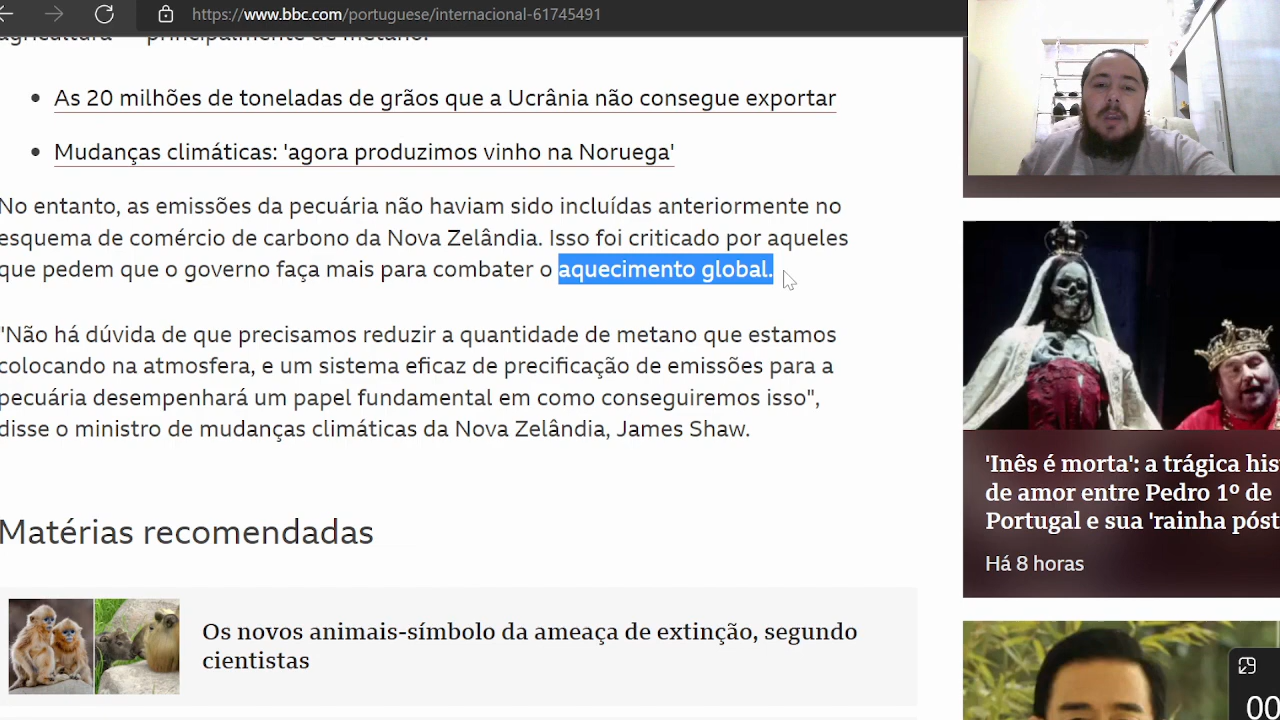 https://www.bbc.com/portuguese/internacional-61745491
agricultura — principalmente de metano.
As 20 milhões de toneladas de grãos que a Ucrânia não consegue exportar
Mudanças climáticas: 'agora produzimos vinho na Noruega'
No entanto, as emissões da pecuária não haviam sido incluídas anteriormente no
esquema de comércio de carbono da Nova Zelândia. Isso foi criticado por aqueles
que pedem que o governo faça mais para combater o aquecimento global.
"Não há dúvida de que precisamos reduzir a quantidade de metano que estamos
colocando na atmosfera, e um sistema eficaz de precificação de emissões para a
pecuária desempenhará um papel fundamental em como conseguiremos isso",
disse o ministro de mudanças climáticas da Nova Zelândia, James Shaw.
Matérias recomendadas
Os novos animais-símbolo da ameaça de extinção, segundo
cientistas
'Inês é morta': a trágica his
de amor entre Pedro 1º de
Portugal e sua 'rainha póst
Há 8 horas
00